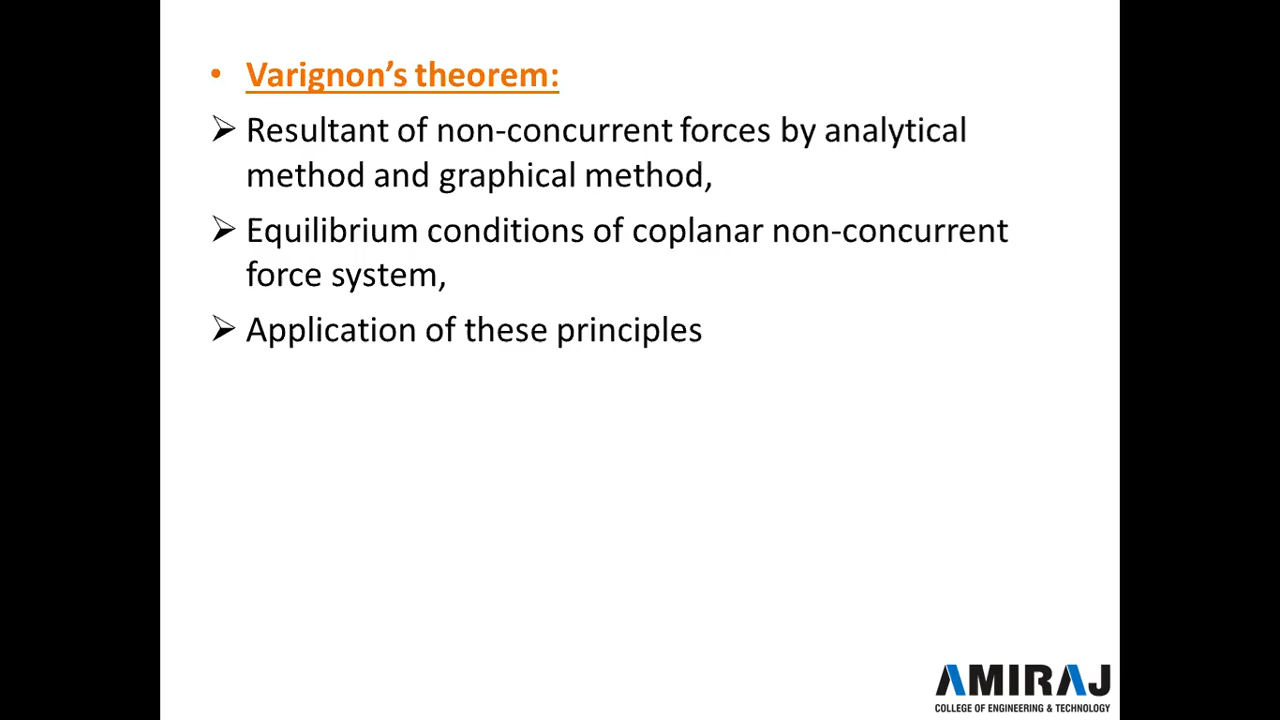 • Varignon’s theorem:
➢ Resultant of non-concurrent forces by analytical
method and graphical method,
➢ Equilibrium conditions of coplanar non-concurrent
force system,
➢ Application of these principles
AMIRAJ
COLLEGE OF ENGINEERING & TECHNOLOGY